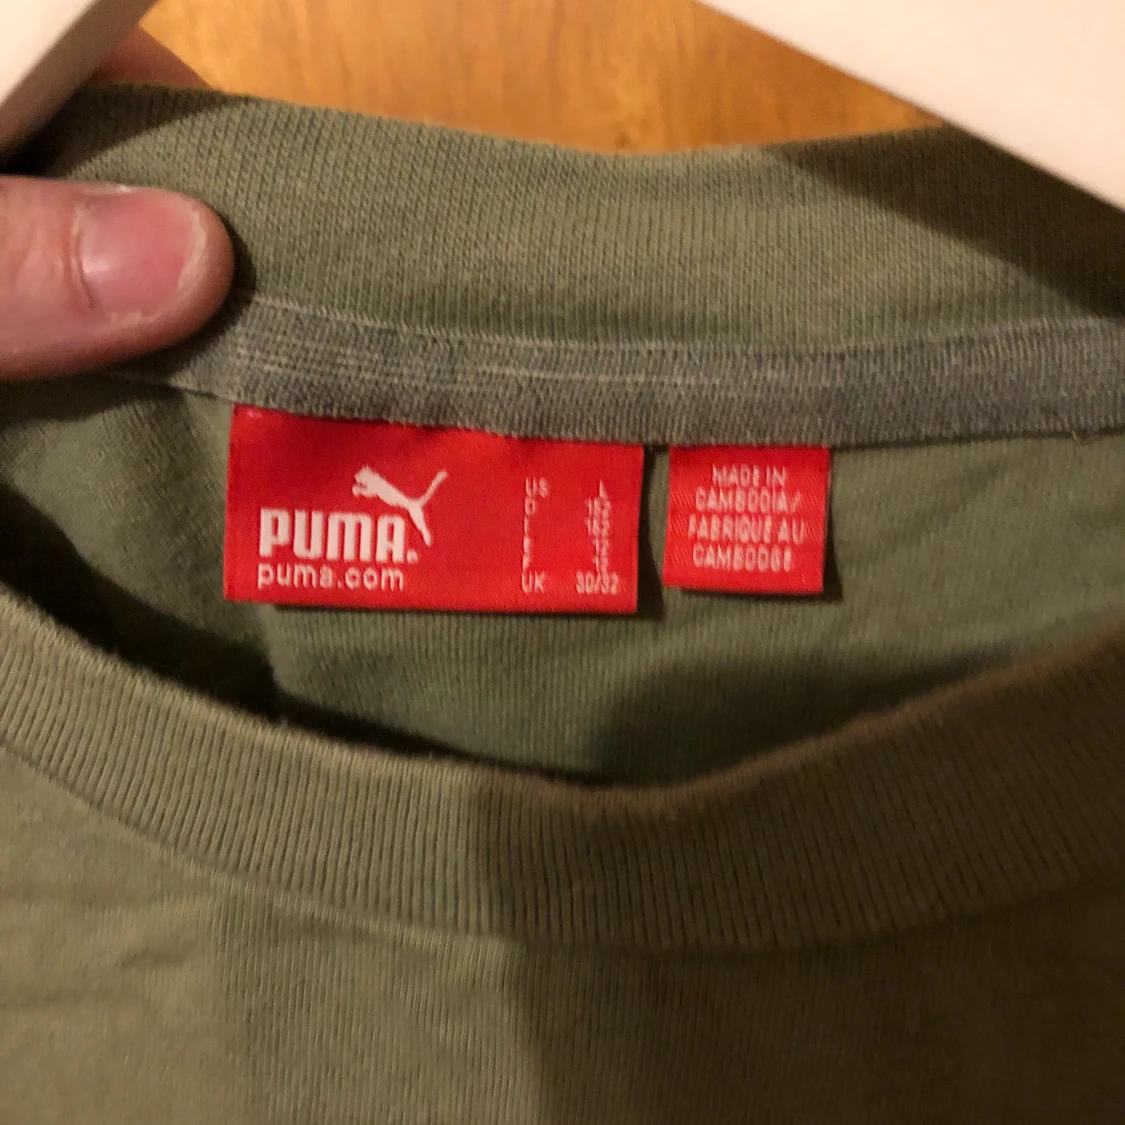 PUMA.
puma.com
US L
D
F
E
UK 30/32
MADE IN
CAMBODIA/
FABRIQUÉ AU
CAMBODGE